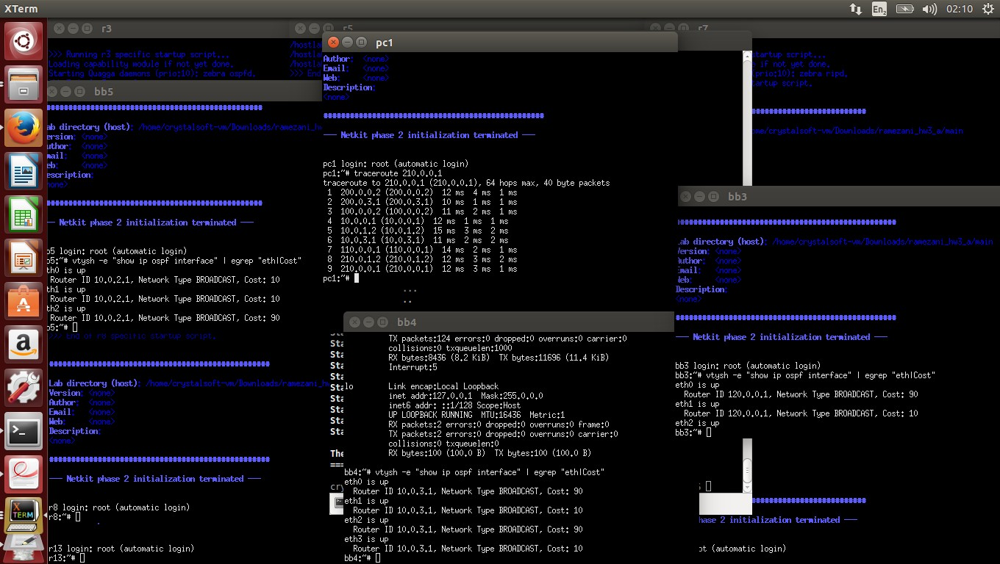 XTerm
En2
02:10
r3
>>> Running r3 specific startup script...
Loading capability module if not yet done.
Starting Quagga daemons (prio:10): zebra ospfd.
r5
/hostla
/hostla
/hostla
>>> End
r7
startup script...
e if not yet done.
(prio:10): zebra ripd.
tartup script.
##############################
me/crystalsoft-vm/Downloads/ramezani_hw3_a/main
pc1
Author: <none>
Email: <none>
Web: <none>
Description:
<none>
##################################################
--- Netkit phase 2 initialization terminated ---
pc1 login: root (automatic login)
pc1:~# traceroute 210.0.0.1
traceroute to 210.0.0.1 (210.0.0.1), 64 hops max, 40 byte packets
1 200.0.0.2 (200.0.0.2) 12 ms 4 ms 1 ms
2 200.0.3.1 (200.0.3.1) 10 ms 1 ms 1 ms
3 100.0.0.2 (100.0.0.2) 11 ms 2 ms 1 ms
4 10.0.0.1 (10.0.0.1) 12 ms 1 ms 1 ms
5 10.0.1.2 (10.0.1.2) 15 ms 3 ms 2 ms
6 10.0.3.1 (10.0.3.1) 11 ms 2 ms 2 ms
7 110.0.0.1 (110.0.0.1) 14 ms 2 ms 1 ms
8 210.0.1.2 (210.0.1.2) 12 ms 3 ms 2 ms
9 210.0.0.1 (210.0.0.1) 12 ms 3 ms 1 ms
pc1:~#
...
..
bb5
#################################################
ab directory (host): /home/crystalsoft-vm/Downloads/ramezani_hw
ersion: <none>
uthor: <none>
mail: <none>
eb: <none>
escription:
none>
#################################################
-- Netkit phase 2 initialization terminated ---
b5 login: root (automatic login)
b5:~# vtysh -e "show ip ospf interface" | egrep "eth|Cost"
th0 is up
Router ID 10.0.2.1, Network Type BROADCAST, Cost: 10
th1 is up
Router ID 10.0.2.1, Network Type BROADCAST, Cost: 10
th2 is up
Router ID 10.0.2.1, Network Type BROADCAST, Cost: 90
b5:~#
>>> End of r8 specific startup script.
##################################################
Lab directory (host): /home/crystalsoft-vm/Downloads/ramezani_hw
Version: <none>
Author: <none>
Email: <none>
Web: <none>
Description:
<none>
##################################################
--- Netkit phase 2 initialization terminated ---
r8 login: root (automatic login)
r8:~#
r13 login: root (automatic login)
r13:~#
Sta
Sta
Sta
Sta
Sta
Sta
Sta
Sta
Sta
Sta
The
===
cry
bb4
TX packets:124 errors:0 dropped:0 overruns:0 carrier:0
collisions:0 txqueuelen:1000
RX bytes:8436 (8.2 KiB) TX bytes:11696 (11.4 KiB)
Interrupt:5
lo Link encap:Local Loopback
inet addr:127.0.0.1 Mask:255.0.0.0
inet6 addr: ::1/128 Scope:Host
UP LOOPBACK RUNNING MTU:16436 Metric:1
RX packets:2 errors:0 dropped:0 overruns:0 frame:0
TX packets:2 errors:0 dropped:0 overruns:0 carrier:0
collisions:0 txqueuelen:0
RX bytes:100 (100.0 B) TX bytes:100 (100.0 B)
bb4:~# vtysh -e "show ip ospf interface" | egrep "eth|Cost"
eth0 is up
Router ID 10.0.3.1, Network Type BROADCAST, Cost: 90
eth1 is up
Router ID 10.0.3.1, Network Type BROADCAST, Cost: 10
eth2 is up
Router ID 10.0.3.1, Network Type BROADCAST, Cost: 90
eth3 is up
Router ID 10.0.3.1, Network Type BROADCAST, Cost: 10
bb4:~#
bb3
##################################################
Lab directory (host): /home/crystalsoft-vm/Downloads/ramezani_hw3_a/main
Version: <none>
Author: <none>
Email: <none>
Web: <none>
Description:
<none>
##################################################
--- Netkit phase 2 initialization terminated ---
bb3 login: root (automatic login)
bb3:~# vtysh -e "show ip ospf interface" | egrep "eth|Cost"
eth0 is up
Router ID 120.0.0.1, Network Type BROADCAST, Cost: 90
eth1 is up
Router ID 120.0.0.1, Network Type BROADCAST, Cost: 10
eth2 is up
bb3:~#
##########################
hase 2 initialization terminated ---
ot (automatic login)